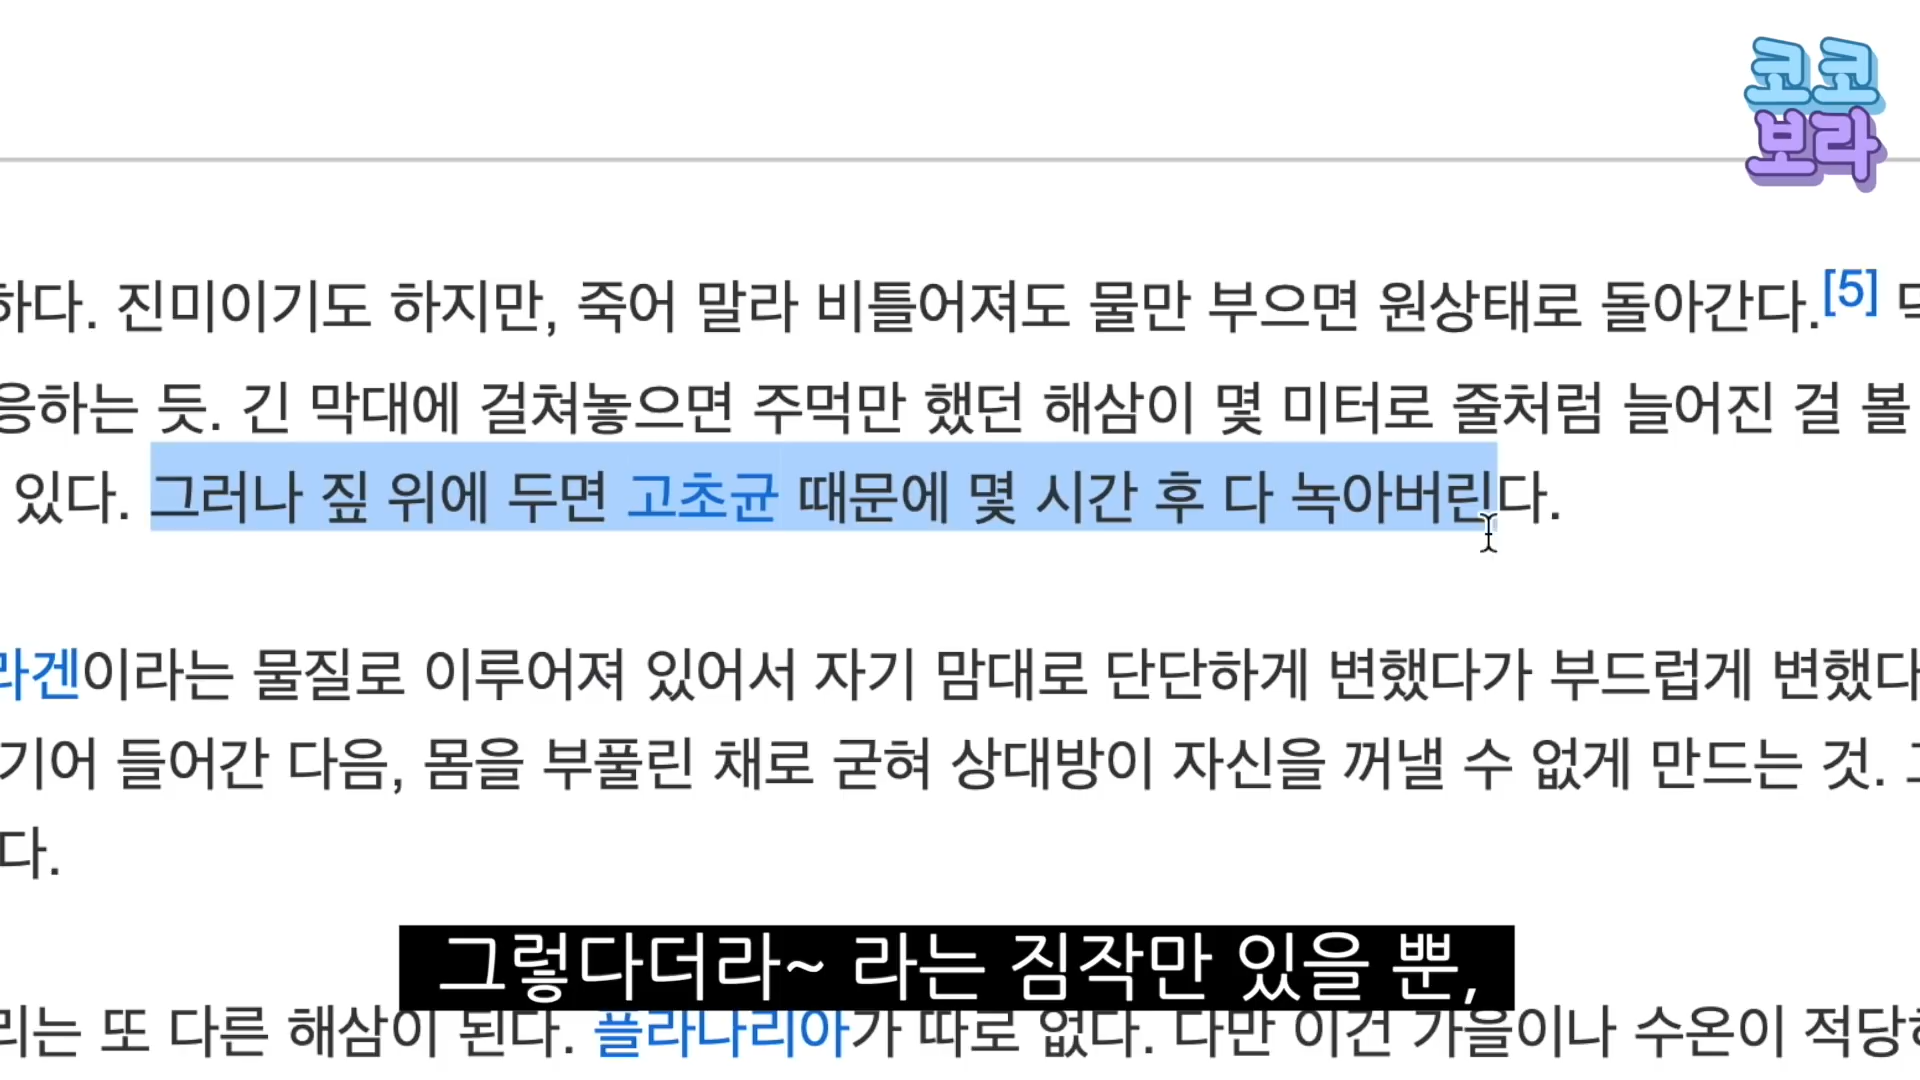 코코
보라
하다. 진미이기도 하지만, 죽어 말라 비틀어져도 물만 부으면 원상태로 돌아간다.[5]
응하는 듯. 긴 막대에 걸쳐놓으면 주먹만 했던 해삼이 몇 미터로 줄처럼 늘어진 걸 볼
있다. 그러나 짚 위에 두면 고초균 때문에 몇 시간 후 다 녹아버린다.
라겐이라는 물질로 이루어져 있어서 자기 맘대로 단단하게 변했다가 부드럽게 변했다
기어 들어간 다음, 몸을 부풀린 채로 굳혀 상대방이 자신을 꺼낼 수 없게 만드는 것.
다.
그렇다더라~ 라는 짐작만 있을 뿐,
리는 또 다른 해삼이 된다. 플라나리아가 따로 없다. 다만 이건 가을이나 수온이 적당